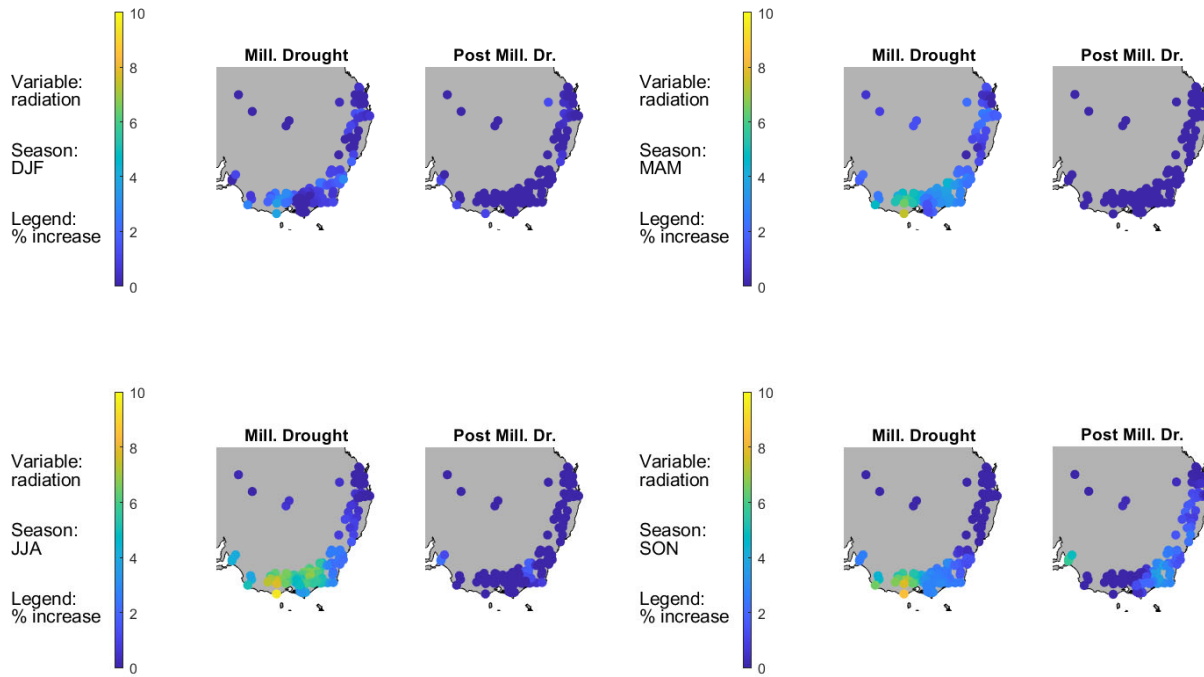 10
8
6
4
2
0
Variable:
radiation
Season:
DJF
Legend:
% increase
Mill. Drought
Post Mill. Dr.
10
8
6
4
2
0
Variable:
radiation
Season:
MAM
Legend:
% increase
Mill. Drought
Post Mill. Dr.
10
8
6
4
2
0
Variable:
radiation
Season:
JJA
Legend:
% increase
Mill. Drought
Post Mill. Dr.
10
8
6
4
2
0
Variable:
radiation
Season:
SON
Legend:
% increase
Mill. Drought
Post Mill. Dr.